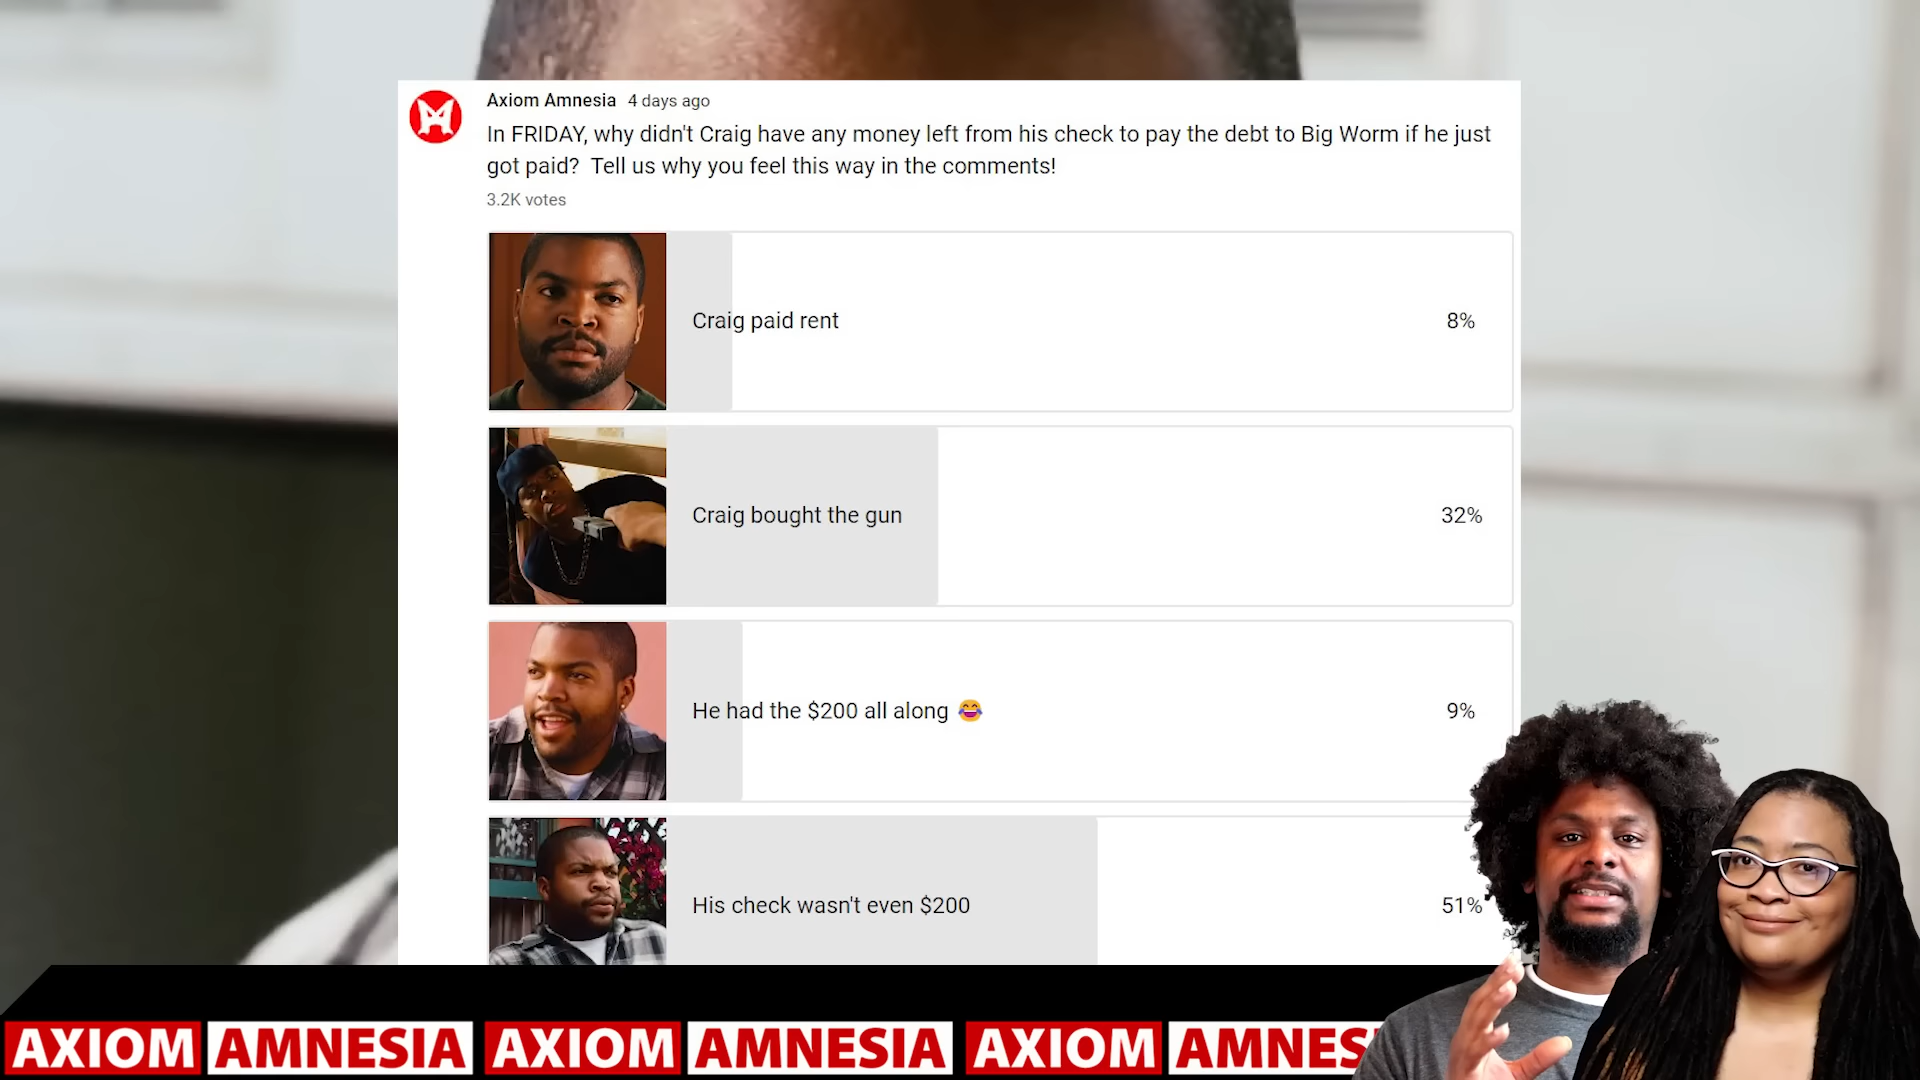 Axiom Amnesia 4 days ago
In FRIDAY, why didn't Craig have any money left from his check to pay the debt to Big Worm if he just
got paid? Tell us why you feel this way in the comments!
3.2K votes
Craig paid rent 8%
Craig bought the gun 32%
He had the $200 all along 😂 9%
His check wasn't even $200 51%
AXIOM AMNESIA AXIOM AMNESIA AXIOM AMNES